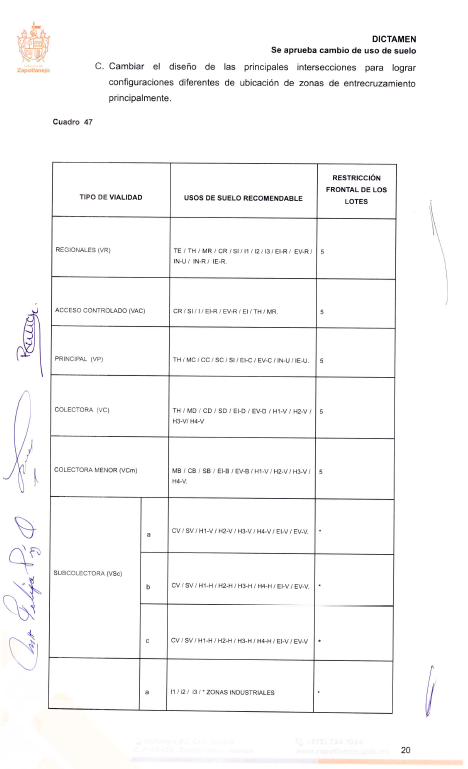 DICTAMEN
Se aprueba cambio de uso de suelo
Zapotlanejo
C. Cambiar el diseño de las principales intersecciones para lograr
configuraciones diferentes de ubicación de zonas de entrecruzamiento
principalmente.
Cuadro 47
TIPO DE VIALIDAD
USOS DE SUELO RECOMENDABLE
RESTRICCIÓN
FRONTAL DE LOS
LOTES
REGIONALES (VR)
TE / TH / MR / CR / SI / I1 / I2 / I3 / EI-R / EV-R /
IN-U / IN-R / IE-R.
5
ACCESO CONTROLADO (VAC)
CR / SI / I / EI-R / EV-R / EI / TH / MR.
5
PRINCIPAL (VP)
TH / MC / CC / SC / SI / EI-C / EV-C / IN-U / IE-U.
5
COLECTORA (VC)
TH / MD / CD / SD / EI-D / EV-D / H1-V / H2-V /
H3-V/ H4-V
5
COLECTORA MENOR (VCm)
MB / CB / SB / EI-B / EV-B / H1-V / H2-V / H3-V /
H4-V.
5
SUBCOLECTORA (VSc)
a
CV / SV / H1-V / H2-V / H3-V / H4-V / EI-V / EV-V.
*
b
CV / SV / H1-H / H2-H / H3-H / H4-H / EI-V / EV-V.
*
c
CV / SV / H1-H / H2-H / H3-H / H4-H / EI-V / EV-V
*
a
I1 / i2 / i3 / * ZONAS INDUSTRIALES
*
20